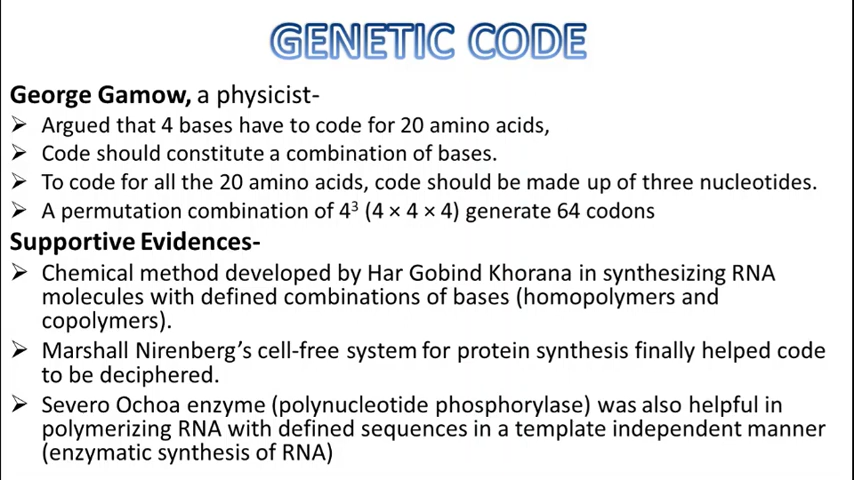 GENETIC CODE
George Gamow, a physicist-
➢ Argued that 4 bases have to code for 20 amino acids,
➢ Code should constitute a combination of bases.
➢ To code for all the 20 amino acids, code should be made up of three nucleotides.
➢ A permutation combination of 4³ (4 × 4 × 4) generate 64 codons
Supportive Evidences-
➢ Chemical method developed by Har Gobind Khorana in synthesizing RNA
molecules with defined combinations of bases (homopolymers and
copolymers).
➢ Marshall Nirenberg’s cell-free system for protein synthesis finally helped code
to be deciphered.
➢ Severo Ochoa enzyme (polynucleotide phosphorylase) was also helpful in
polymerizing RNA with defined sequences in a template independent manner
(enzymatic synthesis of RNA)